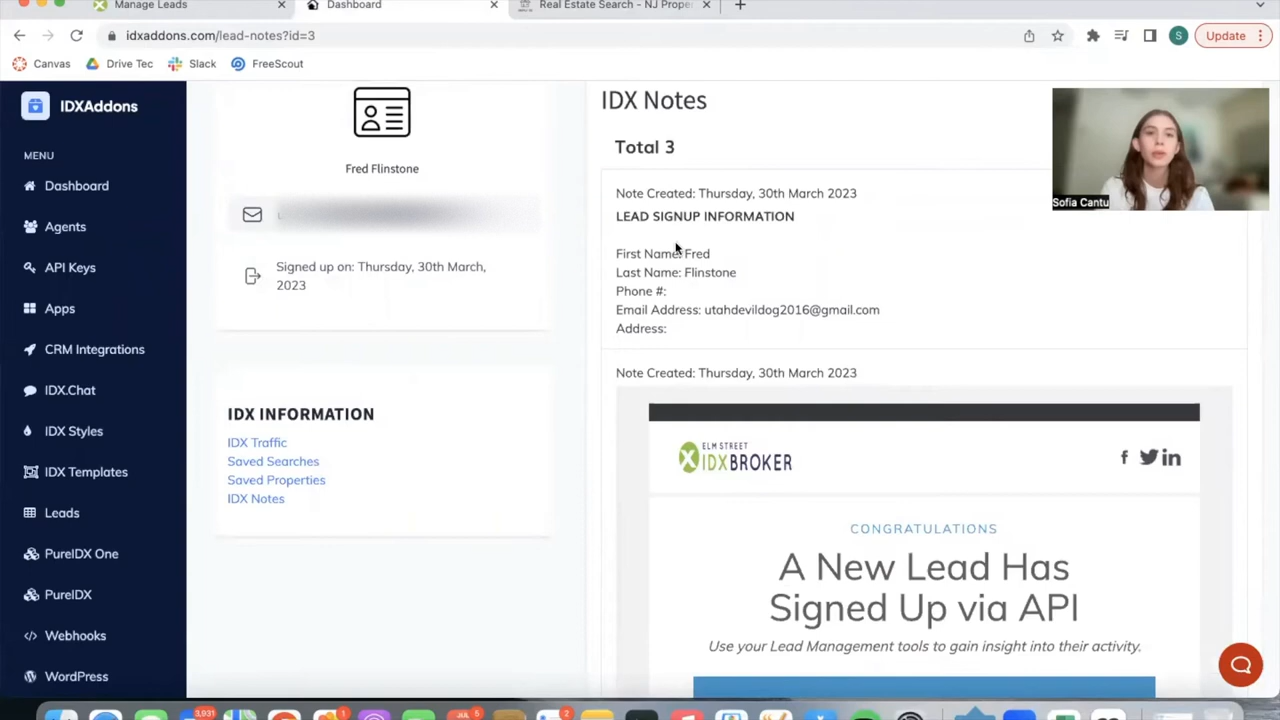 Manage Leads
Dashboard
Real Estate Search - NJ Prope
idxaddons.com/lead-notes?id=3
S
Update
Canvas
Drive Tec
Slack
FreeScout
IDXAddons
MENU
Dashboard
Agents
API Keys
Apps
CRM Integrations
IDX.Chat
IDX Styles
IDX Templates
Leads
PureIDX One
PureIDX
Webhooks
WordPress
Fred Flinstone
Signed up on: Thursday, 30th March,
2023
IDX INFORMATION
IDX Traffic
Saved Searches
Saved Properties
IDX Notes
IDX Notes
Total 3
Note Created: Thursday, 30th March 2023
LEAD SIGNUP INFORMATION
First Name: Fred
Last Name: Flinstone
Phone #:
Email Address: utahdevildog2016@gmail.com
Address:
Note Created: Thursday, 30th March 2023
ELM STREET
IDXBROKER
CONGRATULATIONS
A New Lead Has
Signed Up via API
Use your Lead Management tools to gain insight into their activity.
Sofia Cantu
3,931
1
JUL 5
2